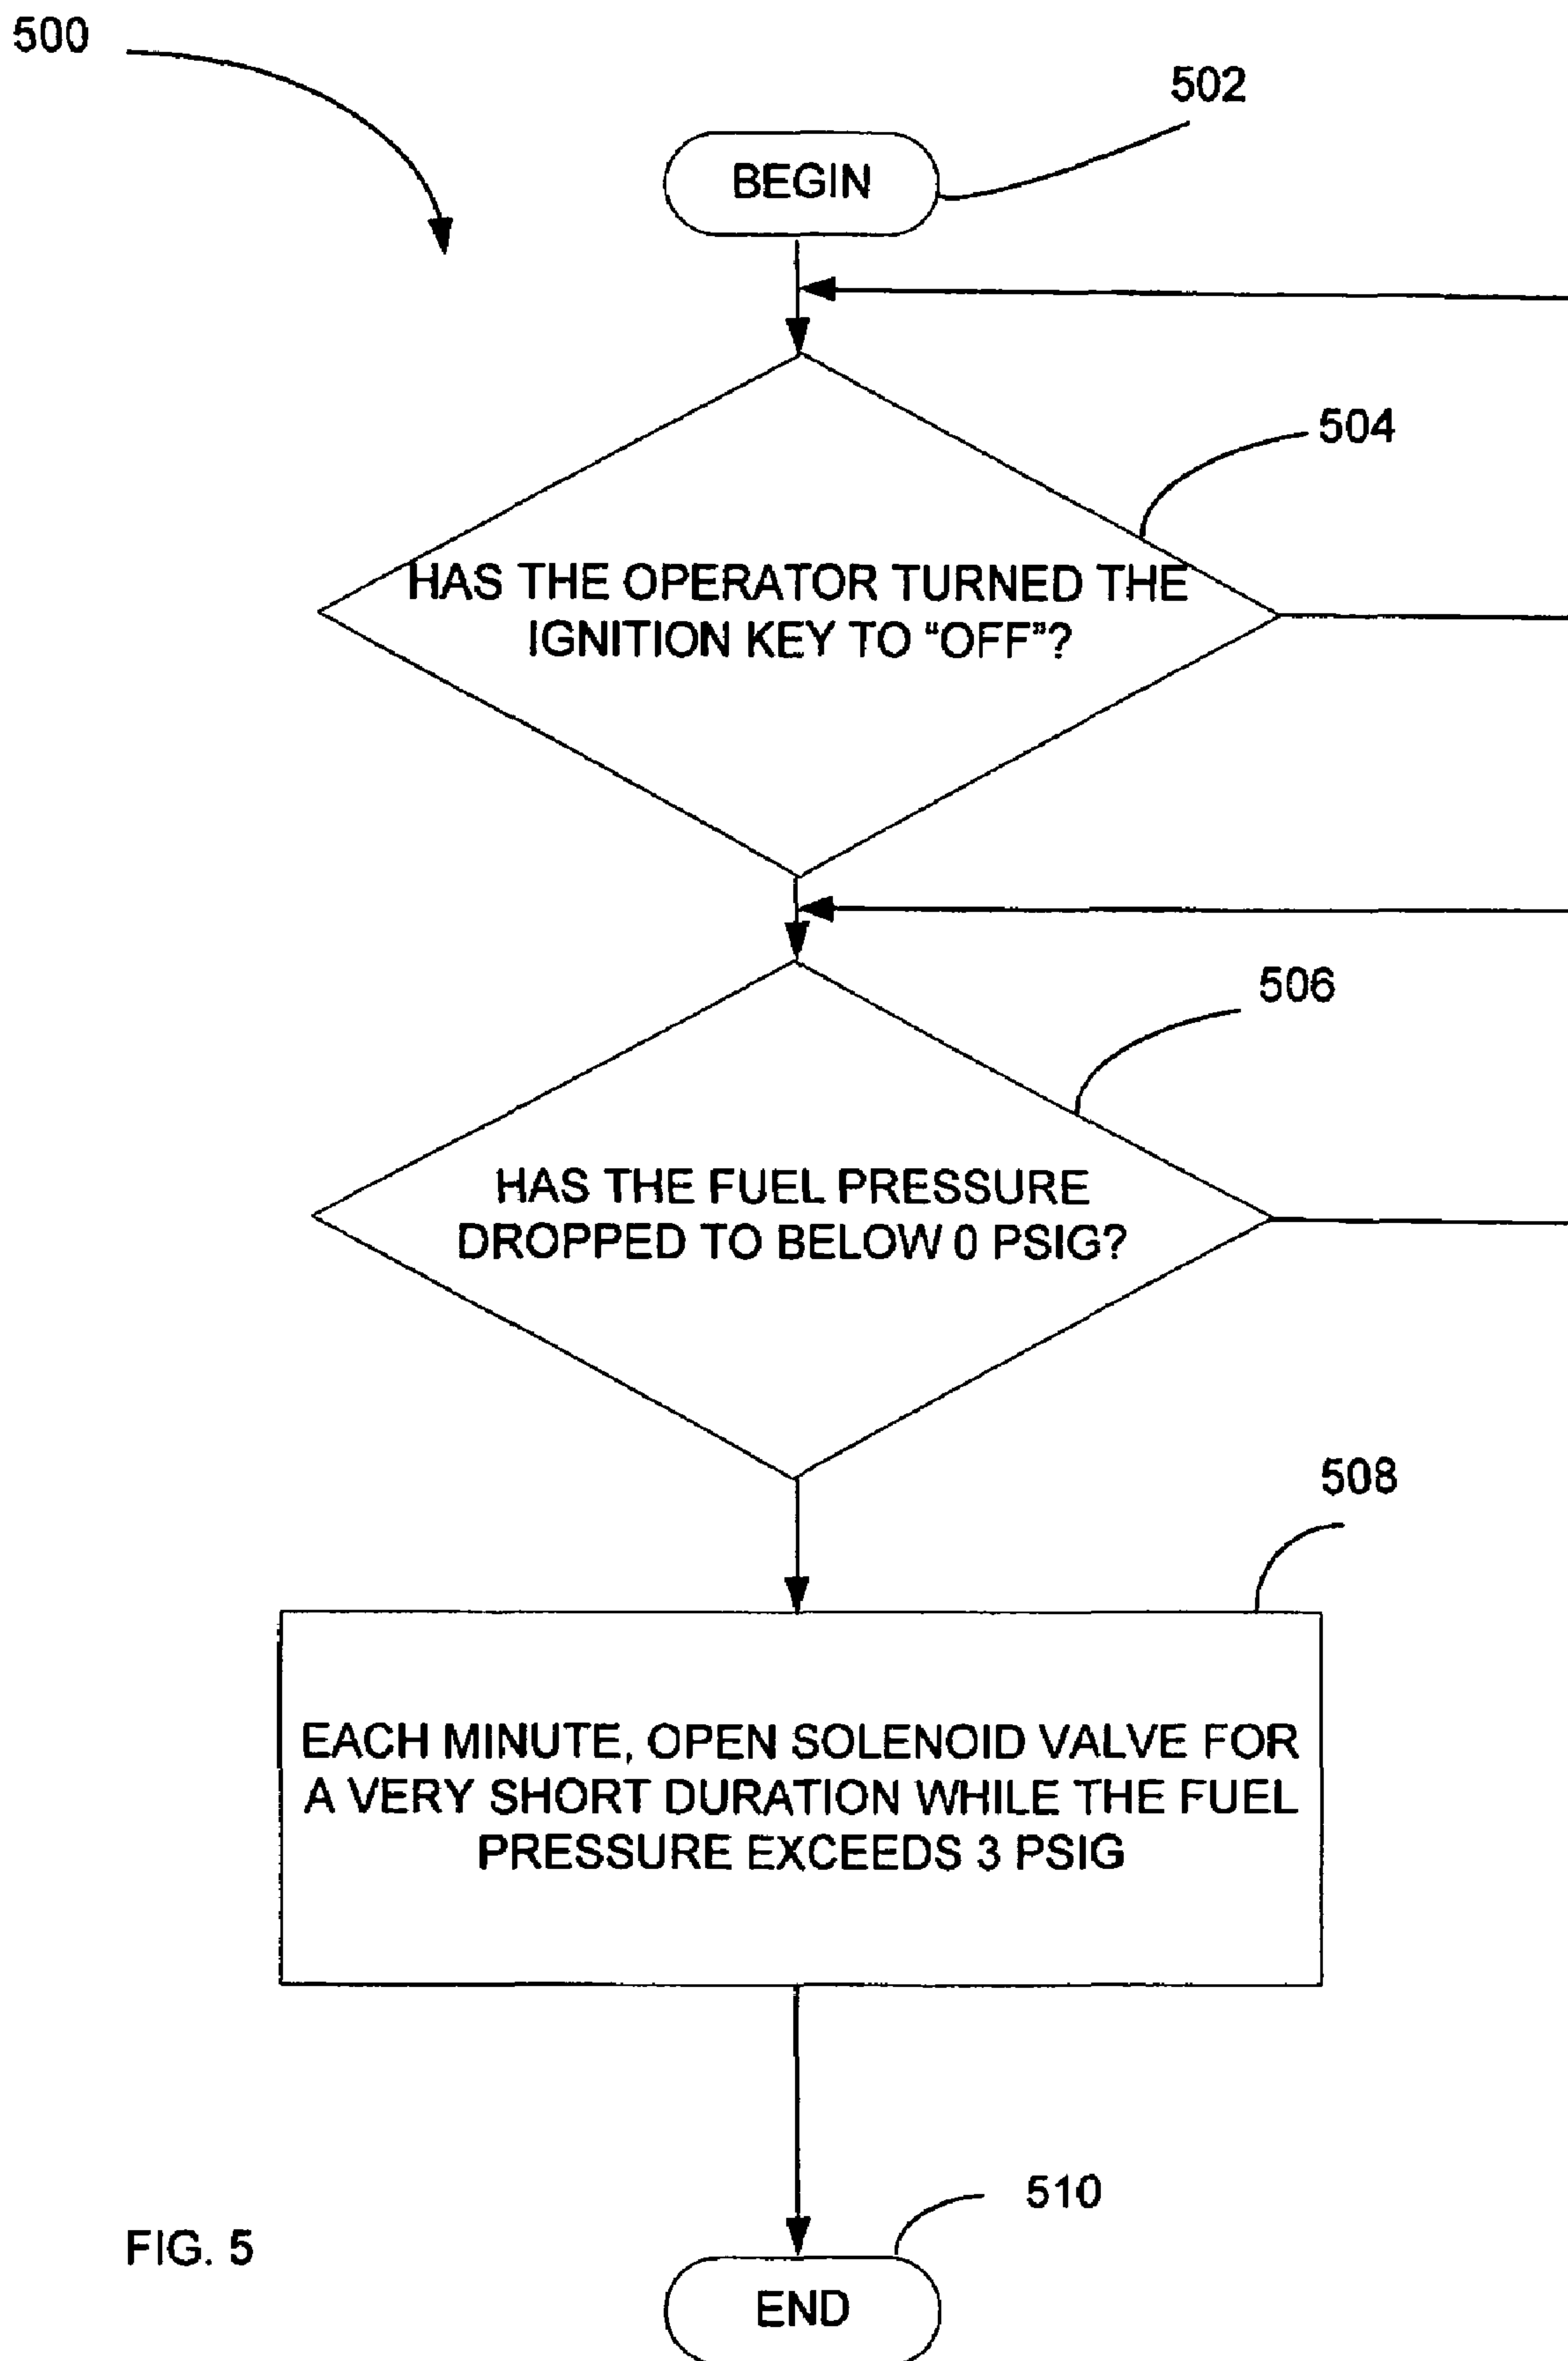 500
502
BEGIN
504
HAS THE OPERATOR TURNED THE
IGNITION KEY TO “OFF”?
506
HAS THE FUEL PRESSURE
DROPPED TO BELOW 0 PSIG?
508
EACH MINUTE, OPEN SOLENOID VALVE FOR
A VERY SHORT DURATION WHILE THE FUEL
PRESSURE EXCEEDS 3 PSIG
510
FIG. 5
END